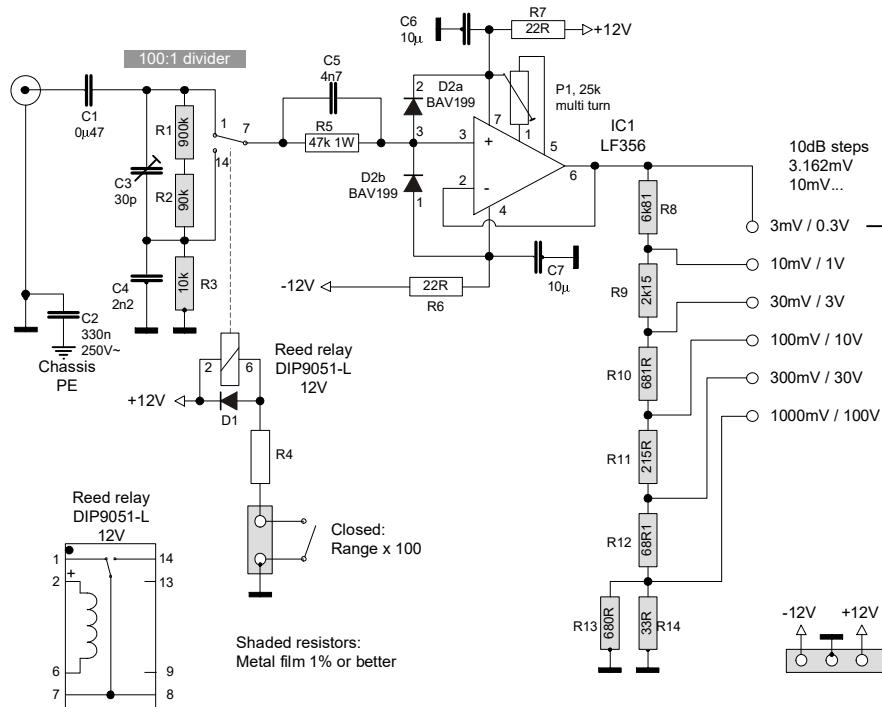 100:1 divider
C1
0µ47
C3
30p
R1
900k
R2
90k
C4
2n2
R3
10k
1
14
7
C2
330n
250V~
Chassis
PE
C5
4n7
R5
47k 1W
D2a
BAV199
2
3
D2b
BAV199
1
C6
10µ
R7
22R
+12V
P1, 25k
multi turn
IC1
LF356
3
+
2
-
7
1
5
6
4
C7
10µ
-12V
22R
R6
2
6
Reed relay
DIP9051-L
12V
+12V
D1
R4
Closed:
Range x 100
6k81
R8
R9
2k15
R10
681R
R11
215R
R12
68R1
R13
680R
33R
R14
10dB steps
3.162mV
10mV...
3mV / 0.3V
10mV / 1V
30mV / 3V
100mV / 10V
300mV / 30V
1000mV / 100V
Reed relay
DIP9051-L
12V
1
14
2
+
13
6
9
7
8
Shaded resistors:
Metal film 1% or better
-12V
+12V